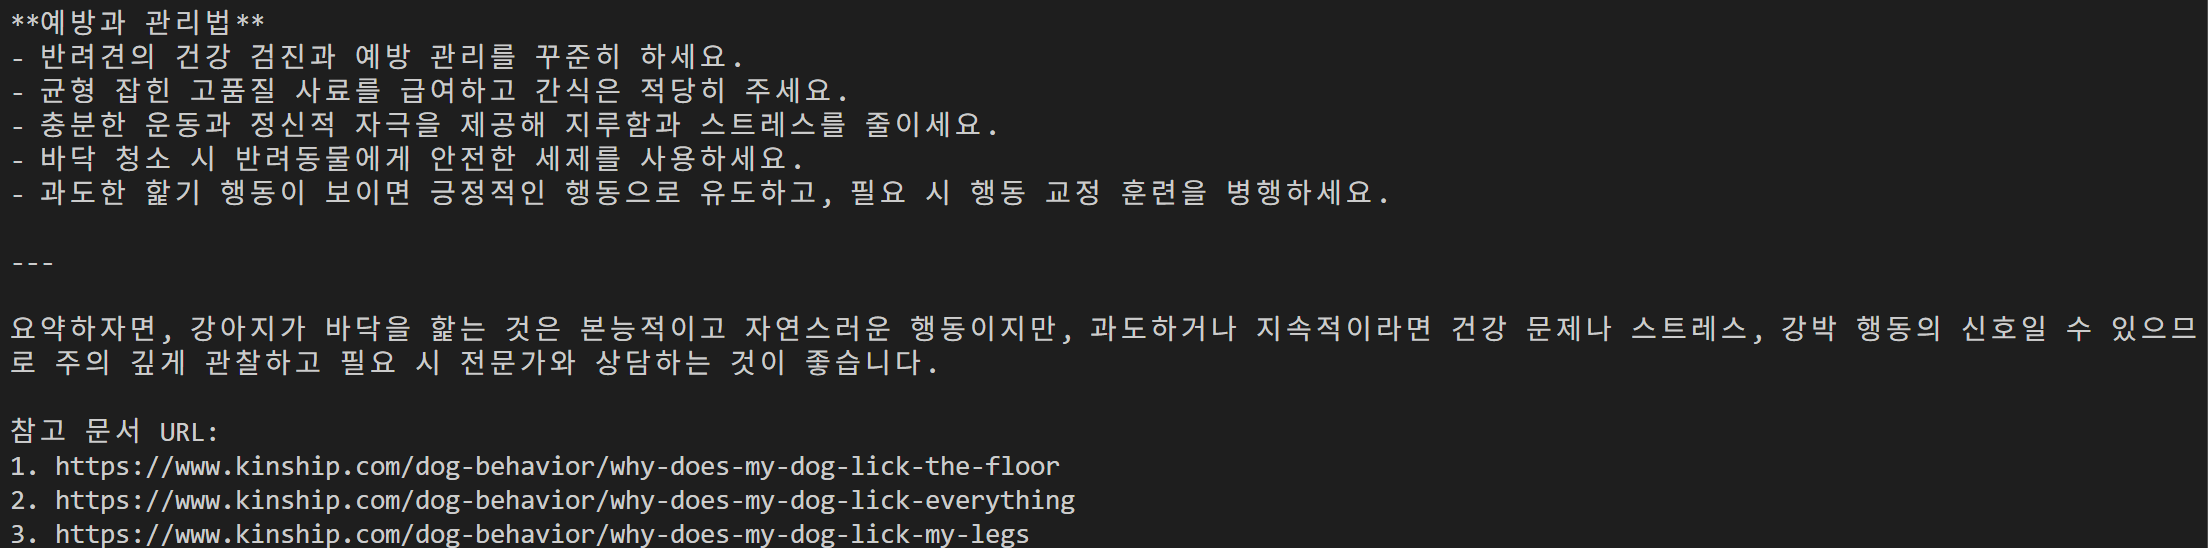 **예방과 관리법**
- 반려견의 건강 검진과 예방 관리를 꾸준히 하세요.
- 균형 잡힌 고품질 사료를 급여하고 간식은 적당히 주세요.
- 충분한 운동과 정신적 자극을 제공해 지루함과 스트레스를 줄이세요.
- 바닥 청소 시 반려동물에게 안전한 세제를 사용하세요.
- 과도한 핥기 행동이 보이면 긍정적인 행동으로 유도하고, 필요 시 행동 교정 훈련을 병행하세요.
---
요약하자면, 강아지가 바닥을 핥는 것은 본능적이고 자연스러운 행동이지만, 과도하거나 지속적이라면 건강 문제나 스트레스, 강박 행동의 신호일 수 있으므
로 주의 깊게 관찰하고 필요 시 전문가와 상담하는 것이 좋습니다.
참고 문서 URL:
1. https://www.kinship.com/dog-behavior/why-does-my-dog-lick-the-floor
2. https://www.kinship.com/dog-behavior/why-does-my-dog-lick-everything
3. https://www.kinship.com/dog-behavior/why-does-my-dog-lick-my-legs